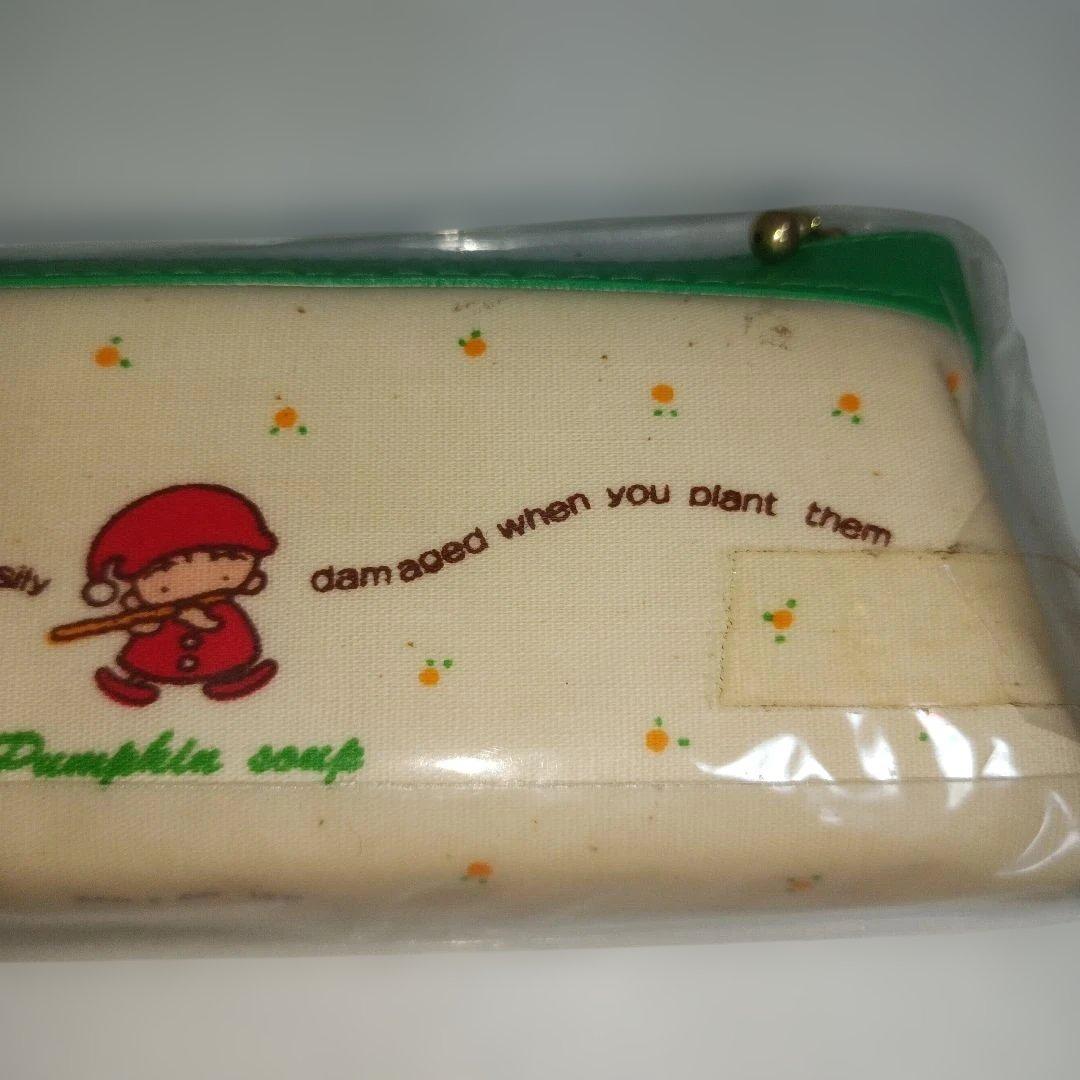 sily damaged when you plant them
Pumpkin soup